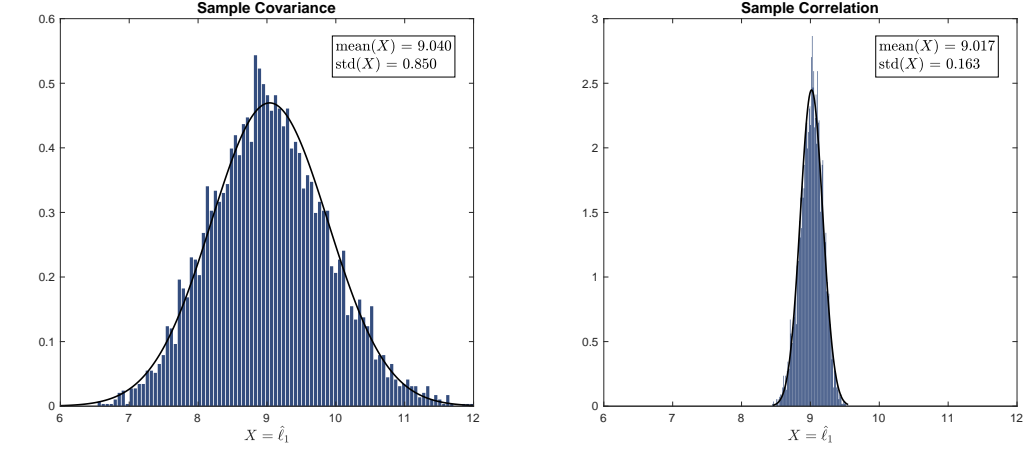 Sample Covariance
0.6
0.5
0.4
0.3
0.2
0.1
0
mean(X) = 9.040
std(X) = 0.850
6 7 8 9 10 11 12
X = ℓ̂₁
Sample Correlation
3
2.5
2
1.5
1
0.5
0
mean(X) = 9.017
std(X) = 0.163
6 7 8 9 10 11 12
X = ℓ̂₁